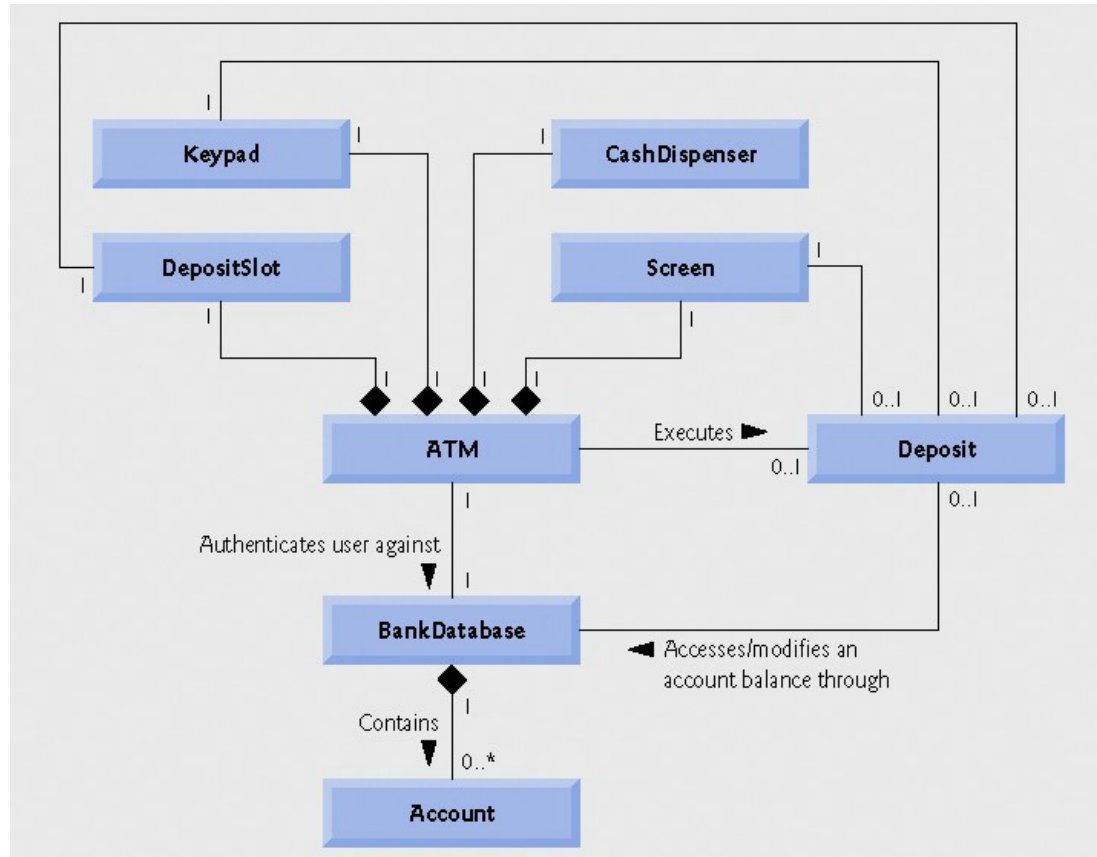 1
1
1
Keypad
CashDispenser
1
DepositSlot
Screen
1
1
1
1
1
1
1
0..1
0..1
0..1
ATM
Executes ►
0..1
Deposit
1
0..1
Authenticates user against
▼
1
BankDatabase
◄ Accesses/modifies an
account balance through
1
Contains
▼
0..*
Account